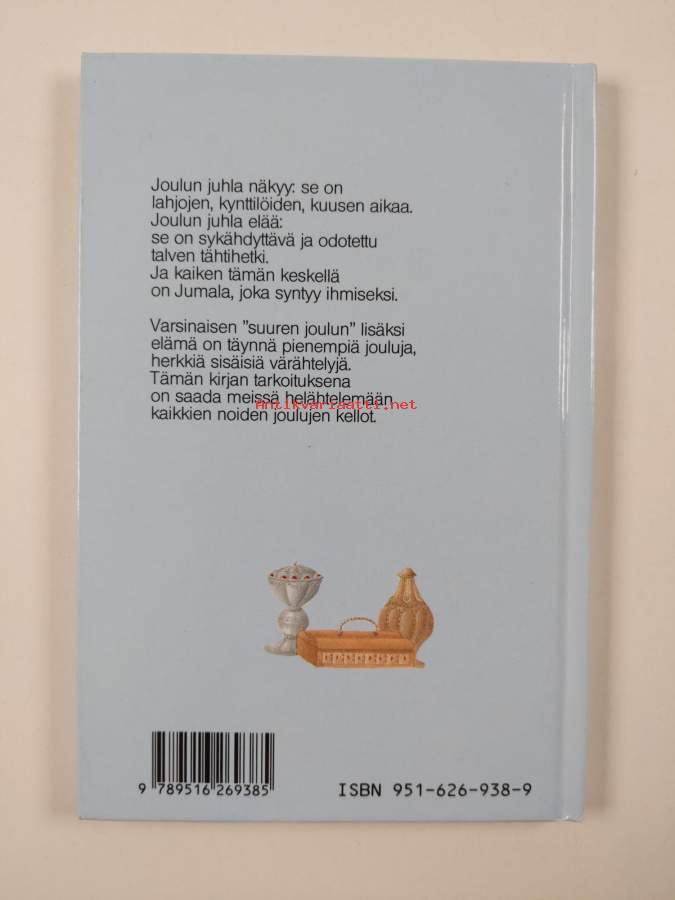 Joulun juhla näkyy: se on
lahjojen, kynttilöiden, kuusen aikaa.
Joulun juhla elää:
se on sykähdyttävä ja odotettu
talven tähtihetki.
Ja kaiken tämän keskellä
on Jumala, joka syntyy ihmiseksi.
Varsinaisen ”suuren joulun” lisäksi
elämä on täynnä pienempiä jouluja,
herkkiä sisäisiä värähtelyjä.
Tämän kirjan tarkoituksena
on saada meissä helähtelemään
Antikvariaatti.net
kaikkien noiden joulujen kellot.
9 789516 269385
ISBN 951-626-938-9